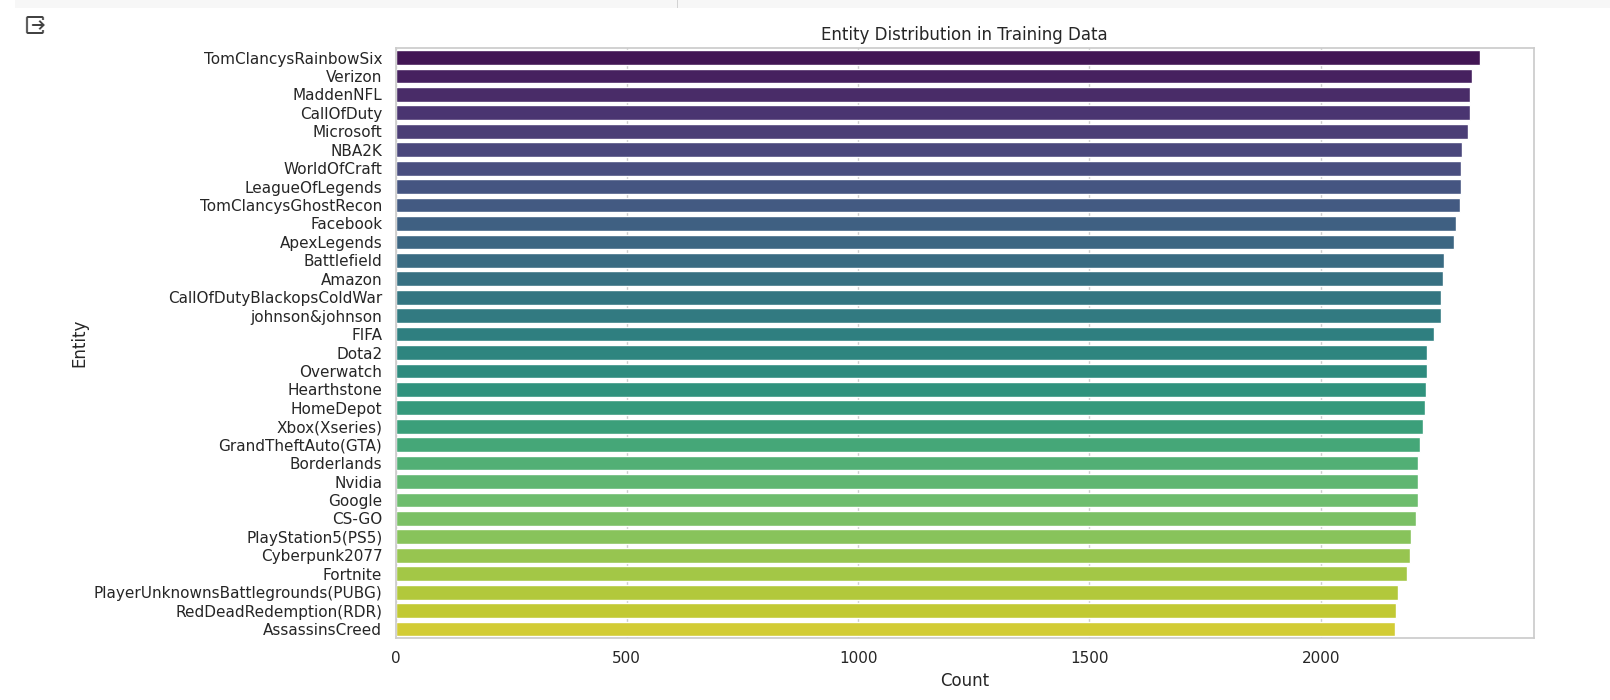 Entity Distribution in Training Data
TomClancysRainbowSix
Verizon
MaddenNFL
CallOfDuty
Microsoft
NBA2K
WorldOfCraft
LeagueOfLegends
TomClancysGhostRecon
Facebook
ApexLegends
Battlefield
Amazon
CallOfDutyBlackopsColdWar
johnson&johnson
FIFA
Dota2
Overwatch
Hearthstone
HomeDepot
Xbox(Xseries)
GrandTheftAuto(GTA)
Borderlands
Nvidia
Google
CS-GO
PlayStation5(PS5)
Cyberpunk2077
Fortnite
PlayerUnknownsBattlegrounds(PUBG)
RedDeadRedemption(RDR)
AssassinsCreed
Entity
0 500 1000 1500 2000
Count